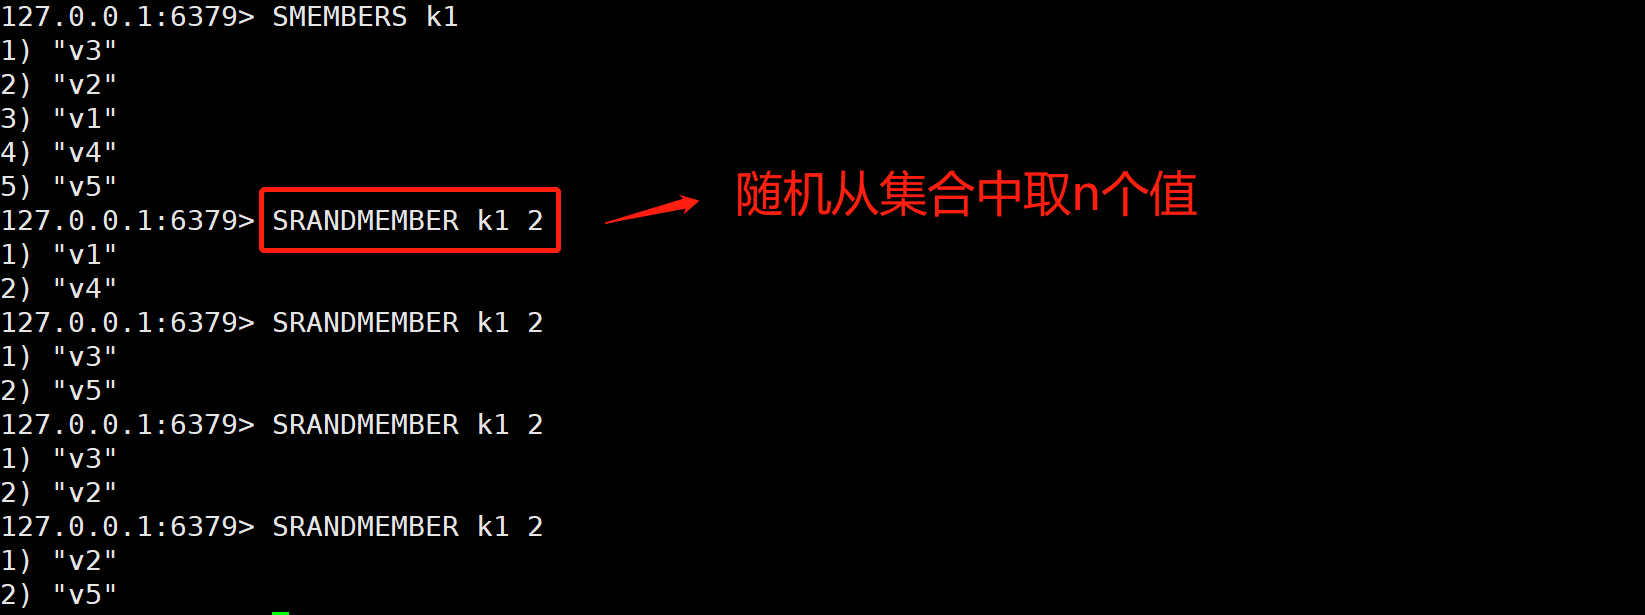 127.0.0.1:6379> SMEMBERS k1
1) "v3"
2) "v2"
3) "v1"
4) "v4"
5) "v5"
127.0.0.1:6379> SRANDMEMBER k1 2
随机从集合中取n个值
1) "v1"
2) "v4"
127.0.0.1:6379> SRANDMEMBER k1 2
1) "v3"
2) "v5"
127.0.0.1:6379> SRANDMEMBER k1 2
1) "v3"
2) "v2"
127.0.0.1:6379> SRANDMEMBER k1 2
1) "v2"
2) "v5"